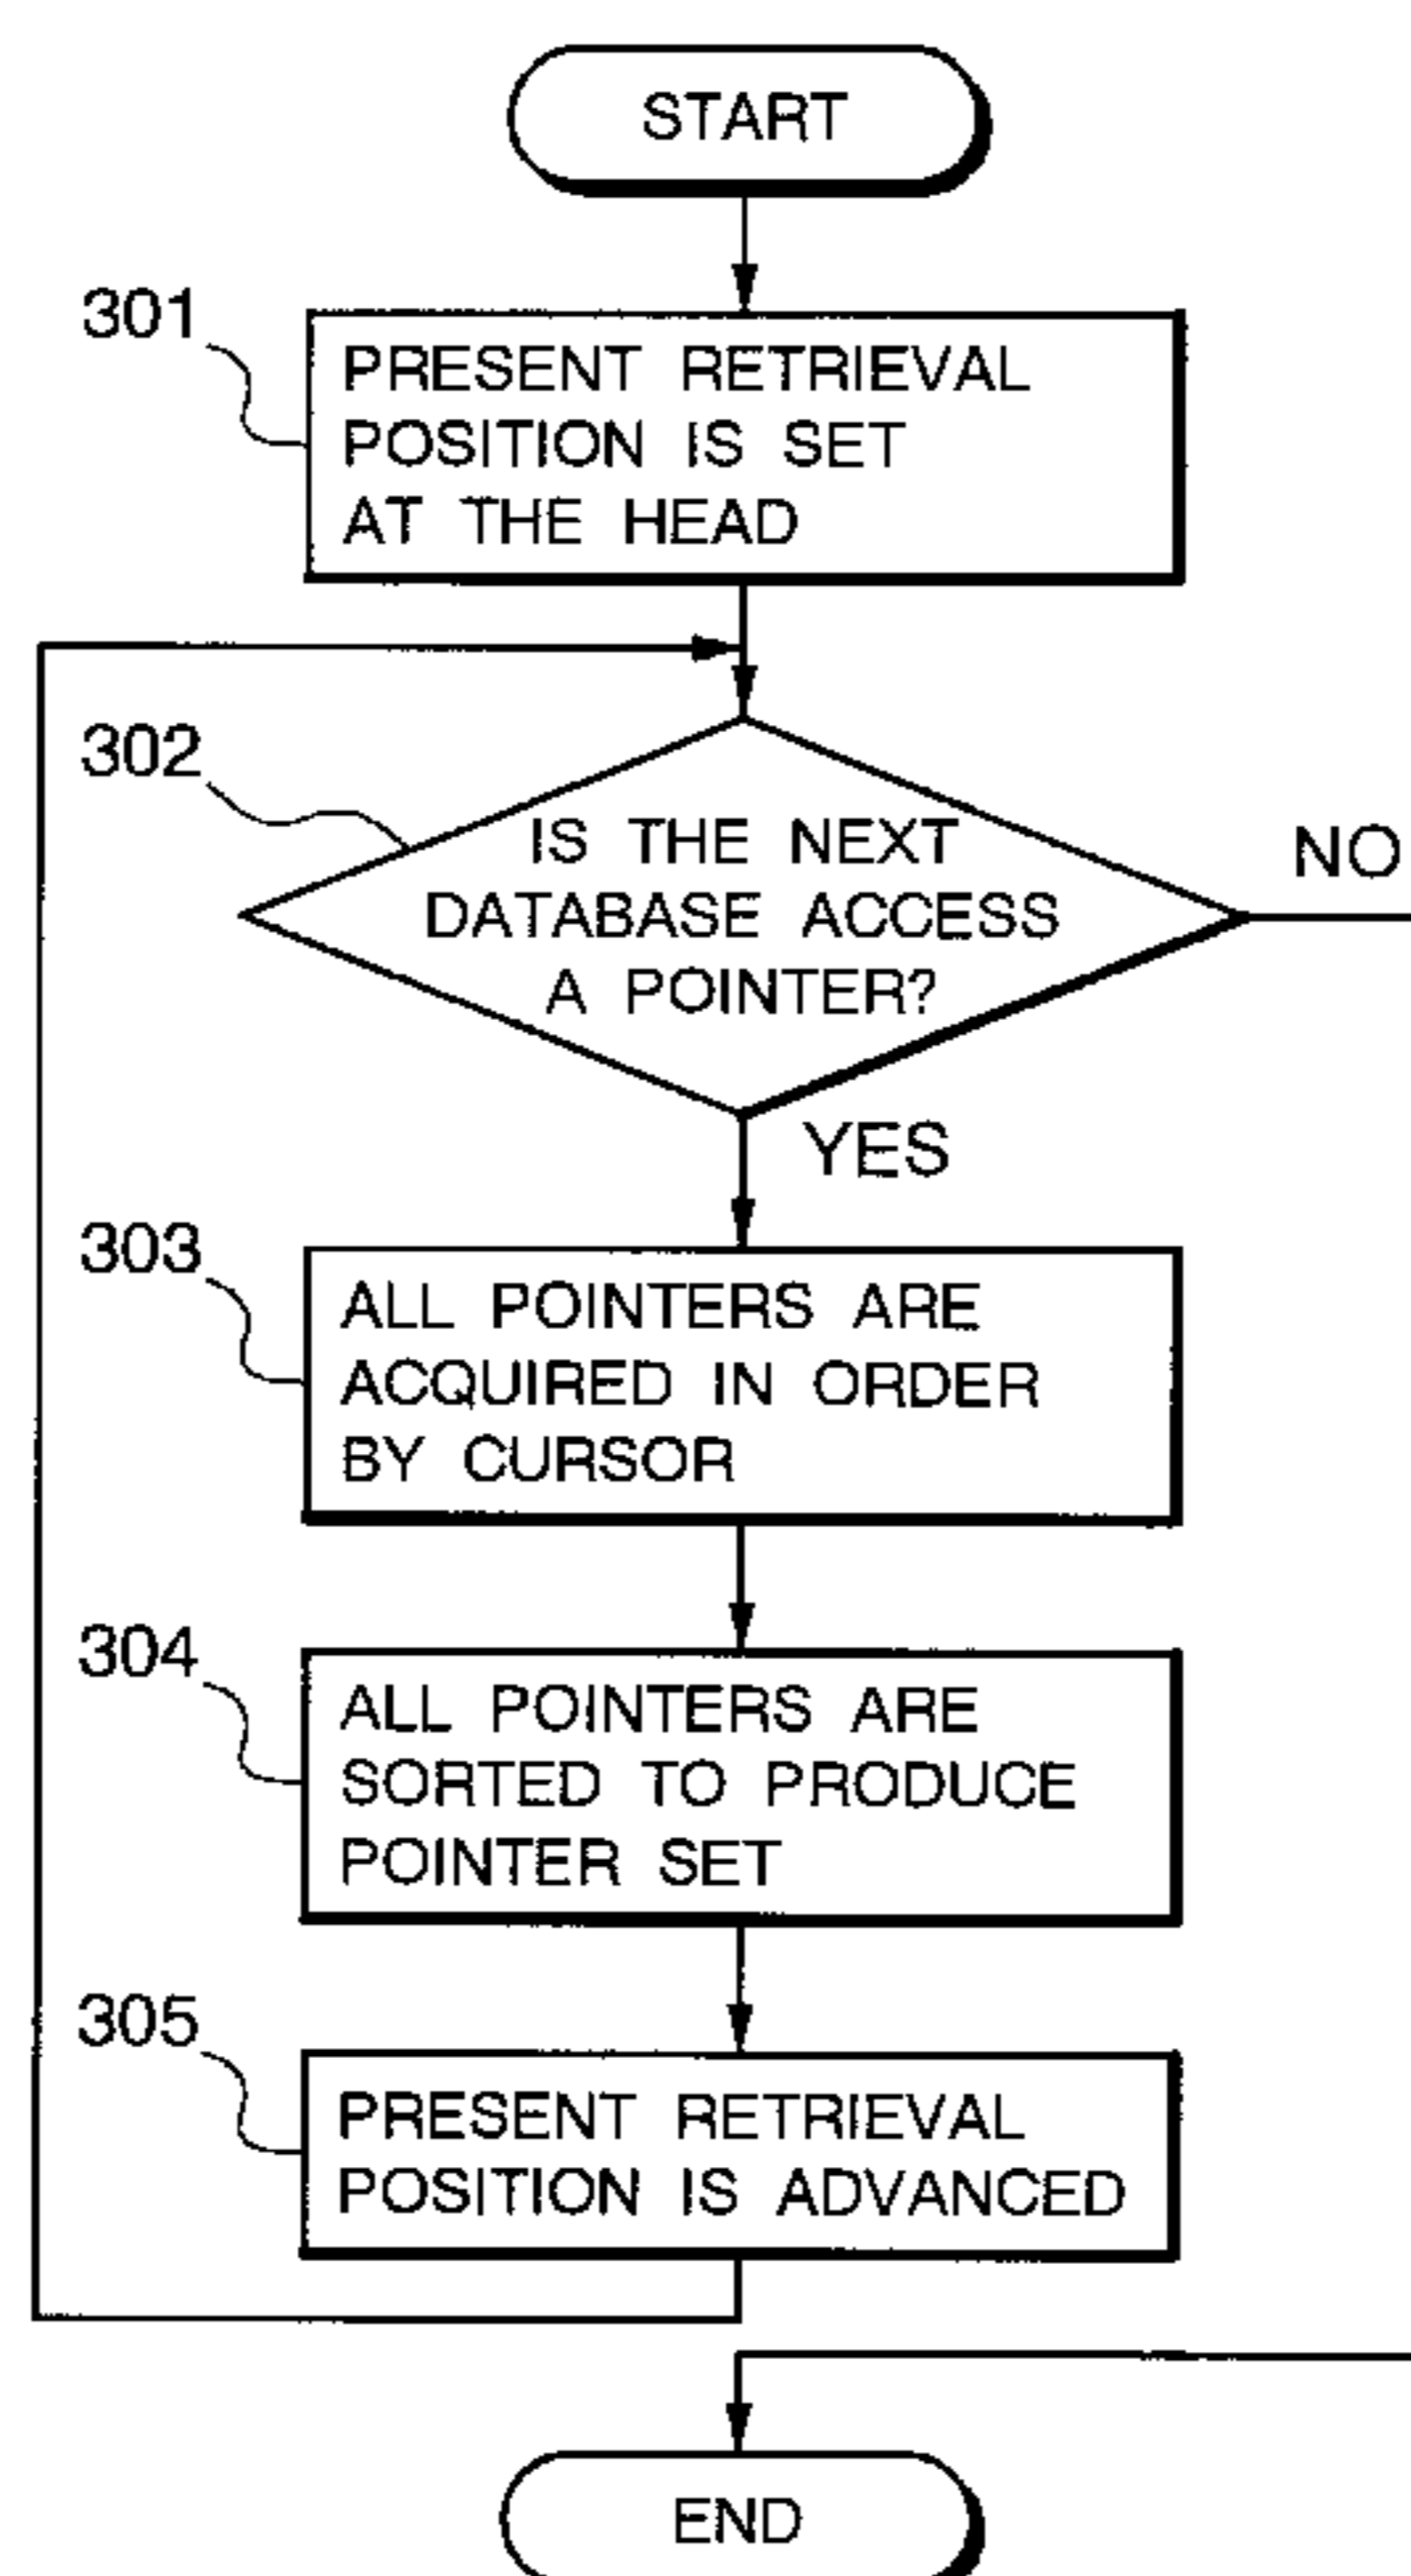 START
301
PRESENT RETRIEVAL
POSITION IS SET
AT THE HEAD
302
IS THE NEXT
DATABASE ACCESS
A POINTER?
NO
YES
303
ALL POINTERS ARE
ACQUIRED IN ORDER
BY CURSOR
304
ALL POINTERS ARE
SORTED TO PRODUCE
POINTER SET
305
PRESENT RETRIEVAL
POSITION IS ADVANCED
END